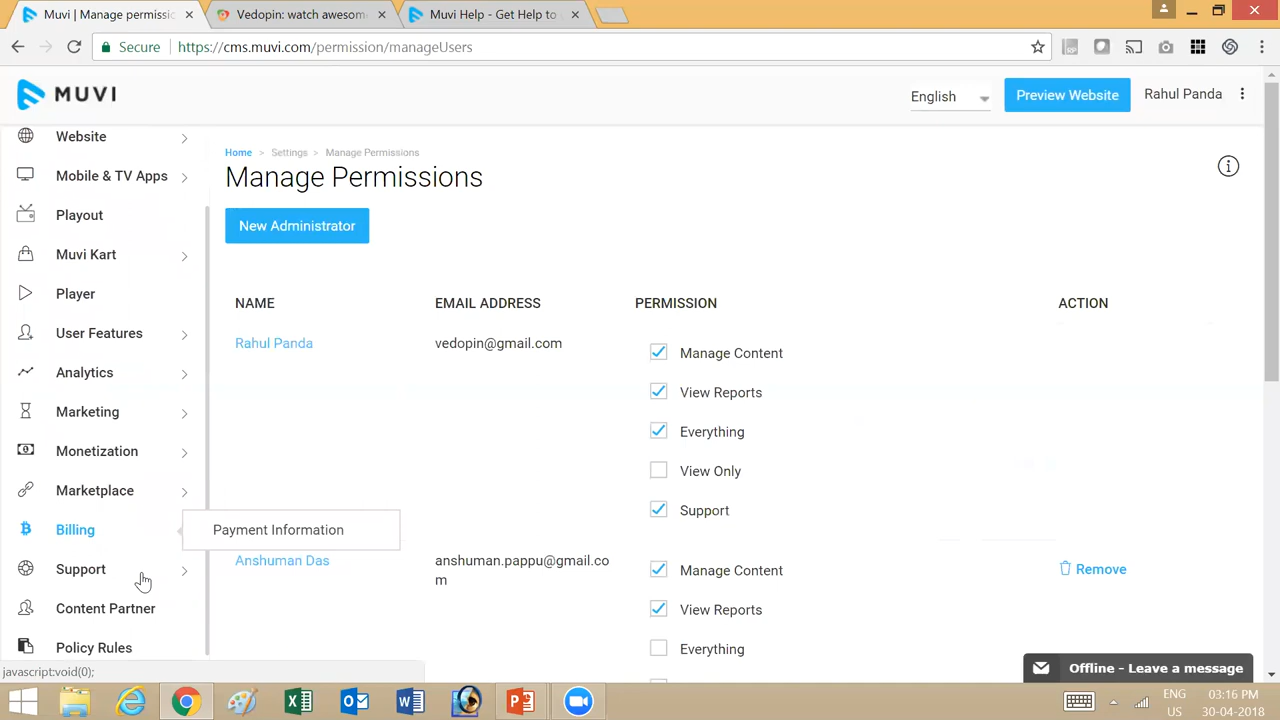 Muvi | Manage permissio
Vedopin: watch awesom
Muvi Help - Get Help to
Secure
https://cms.muvi.com/permission/manageUsers
MUVI
English
Preview Website
Rahul Panda
Website
Mobile & TV Apps
Playout
Muvi Kart
Player
User Features
Analytics
Marketing
Monetization
Marketplace
Billing
Payment Information
Support
Content Partner
Policy Rules
Home > Settings > Manage Permissions
Manage Permissions
New Administrator
NAME EMAIL ADDRESS PERMISSION ACTION
Rahul Panda vedopin@gmail.com
Manage Content
View Reports
Everything
View Only
Support
Anshuman Das anshuman.pappu@gmail.co
m
Manage Content
Remove
View Reports
Everything
Offline - Leave a message
javascript:void(0);
ENG
US
03:16 PM
30-04-2018